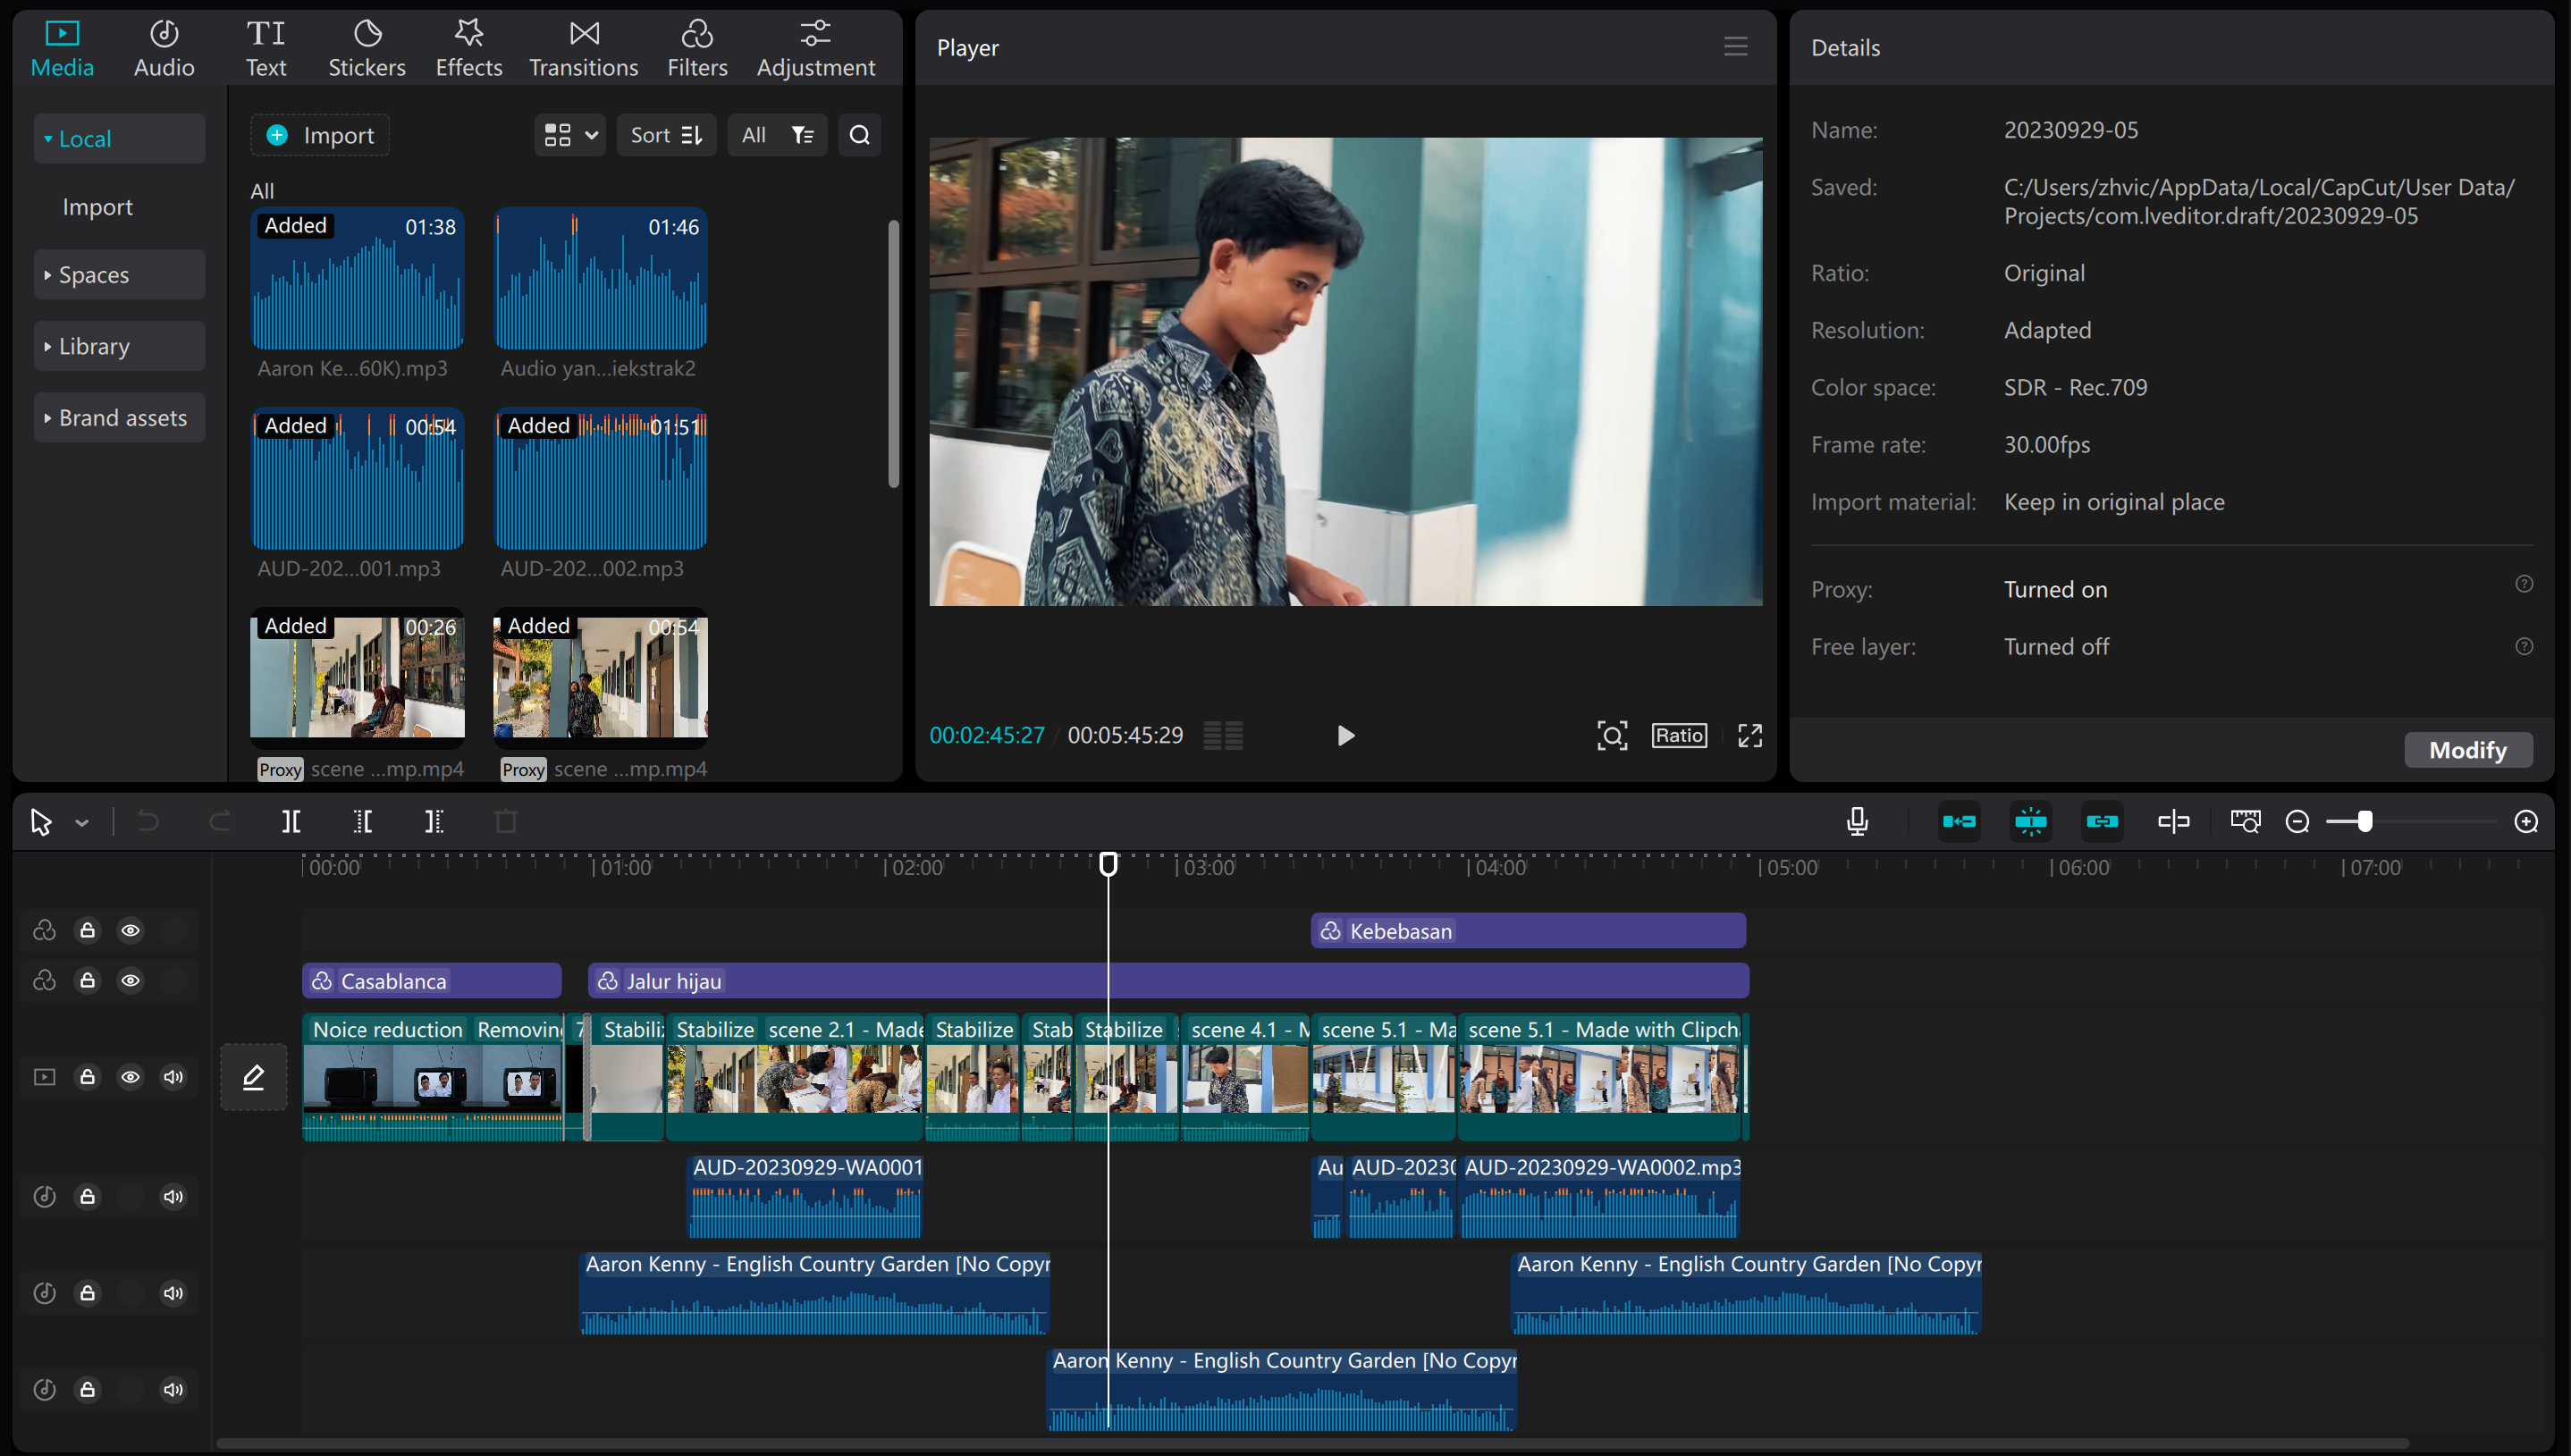 Media
Audio
Text
Stickers
Effects
Transitions
Filters
Adjustment
Local
Import
Spaces
Library
Brand assets
Import
Sort
All
All
Added
01:38
Aaron Ke...60K).mp3
01:46
Audio yan...iekstrak2
Added
00:54
AUD-202...001.mp3
Added
01:51
AUD-202...002.mp3
Added
00:26
Proxy scene ...mp.mp4
Added
00:54
Proxy scene ...mp.mp4
Player
00:02:45:27 / 00:05:45:29
Ratio
Details
Name: 20230929-05
Saved: C:/Users/zhvic/AppData/Local/CapCut/User Data/
Projects/com.lveditor.draft/20230929-05
Ratio: Original
Resolution: Adapted
Color space: SDR - Rec.709
Frame rate: 30.00fps
Import material: Keep in original place
Proxy: Turned on
Free layer: Turned off
Modify
00:00 01:00 02:00 03:00 04:00 05:00 06:00 07:00
Kebebasan
Casablanca
Jalur hijau
Noice reduction Removin 7 Stabiliz Stabilize scene 2.1 - Made Stabilize Stab Stabilize scene 4.1 - M scene 5.1 - Ma scene 5.1 - Made with Clipch
AUD-20230929-WA0001 Au AUD-2023 AUD-20230929-WA0002.mp3
Aaron Kenny - English Country Garden [No Copyr Aaron Kenny - English Country Garden [No Copyr
Aaron Kenny - English Country Garden [No Copyr